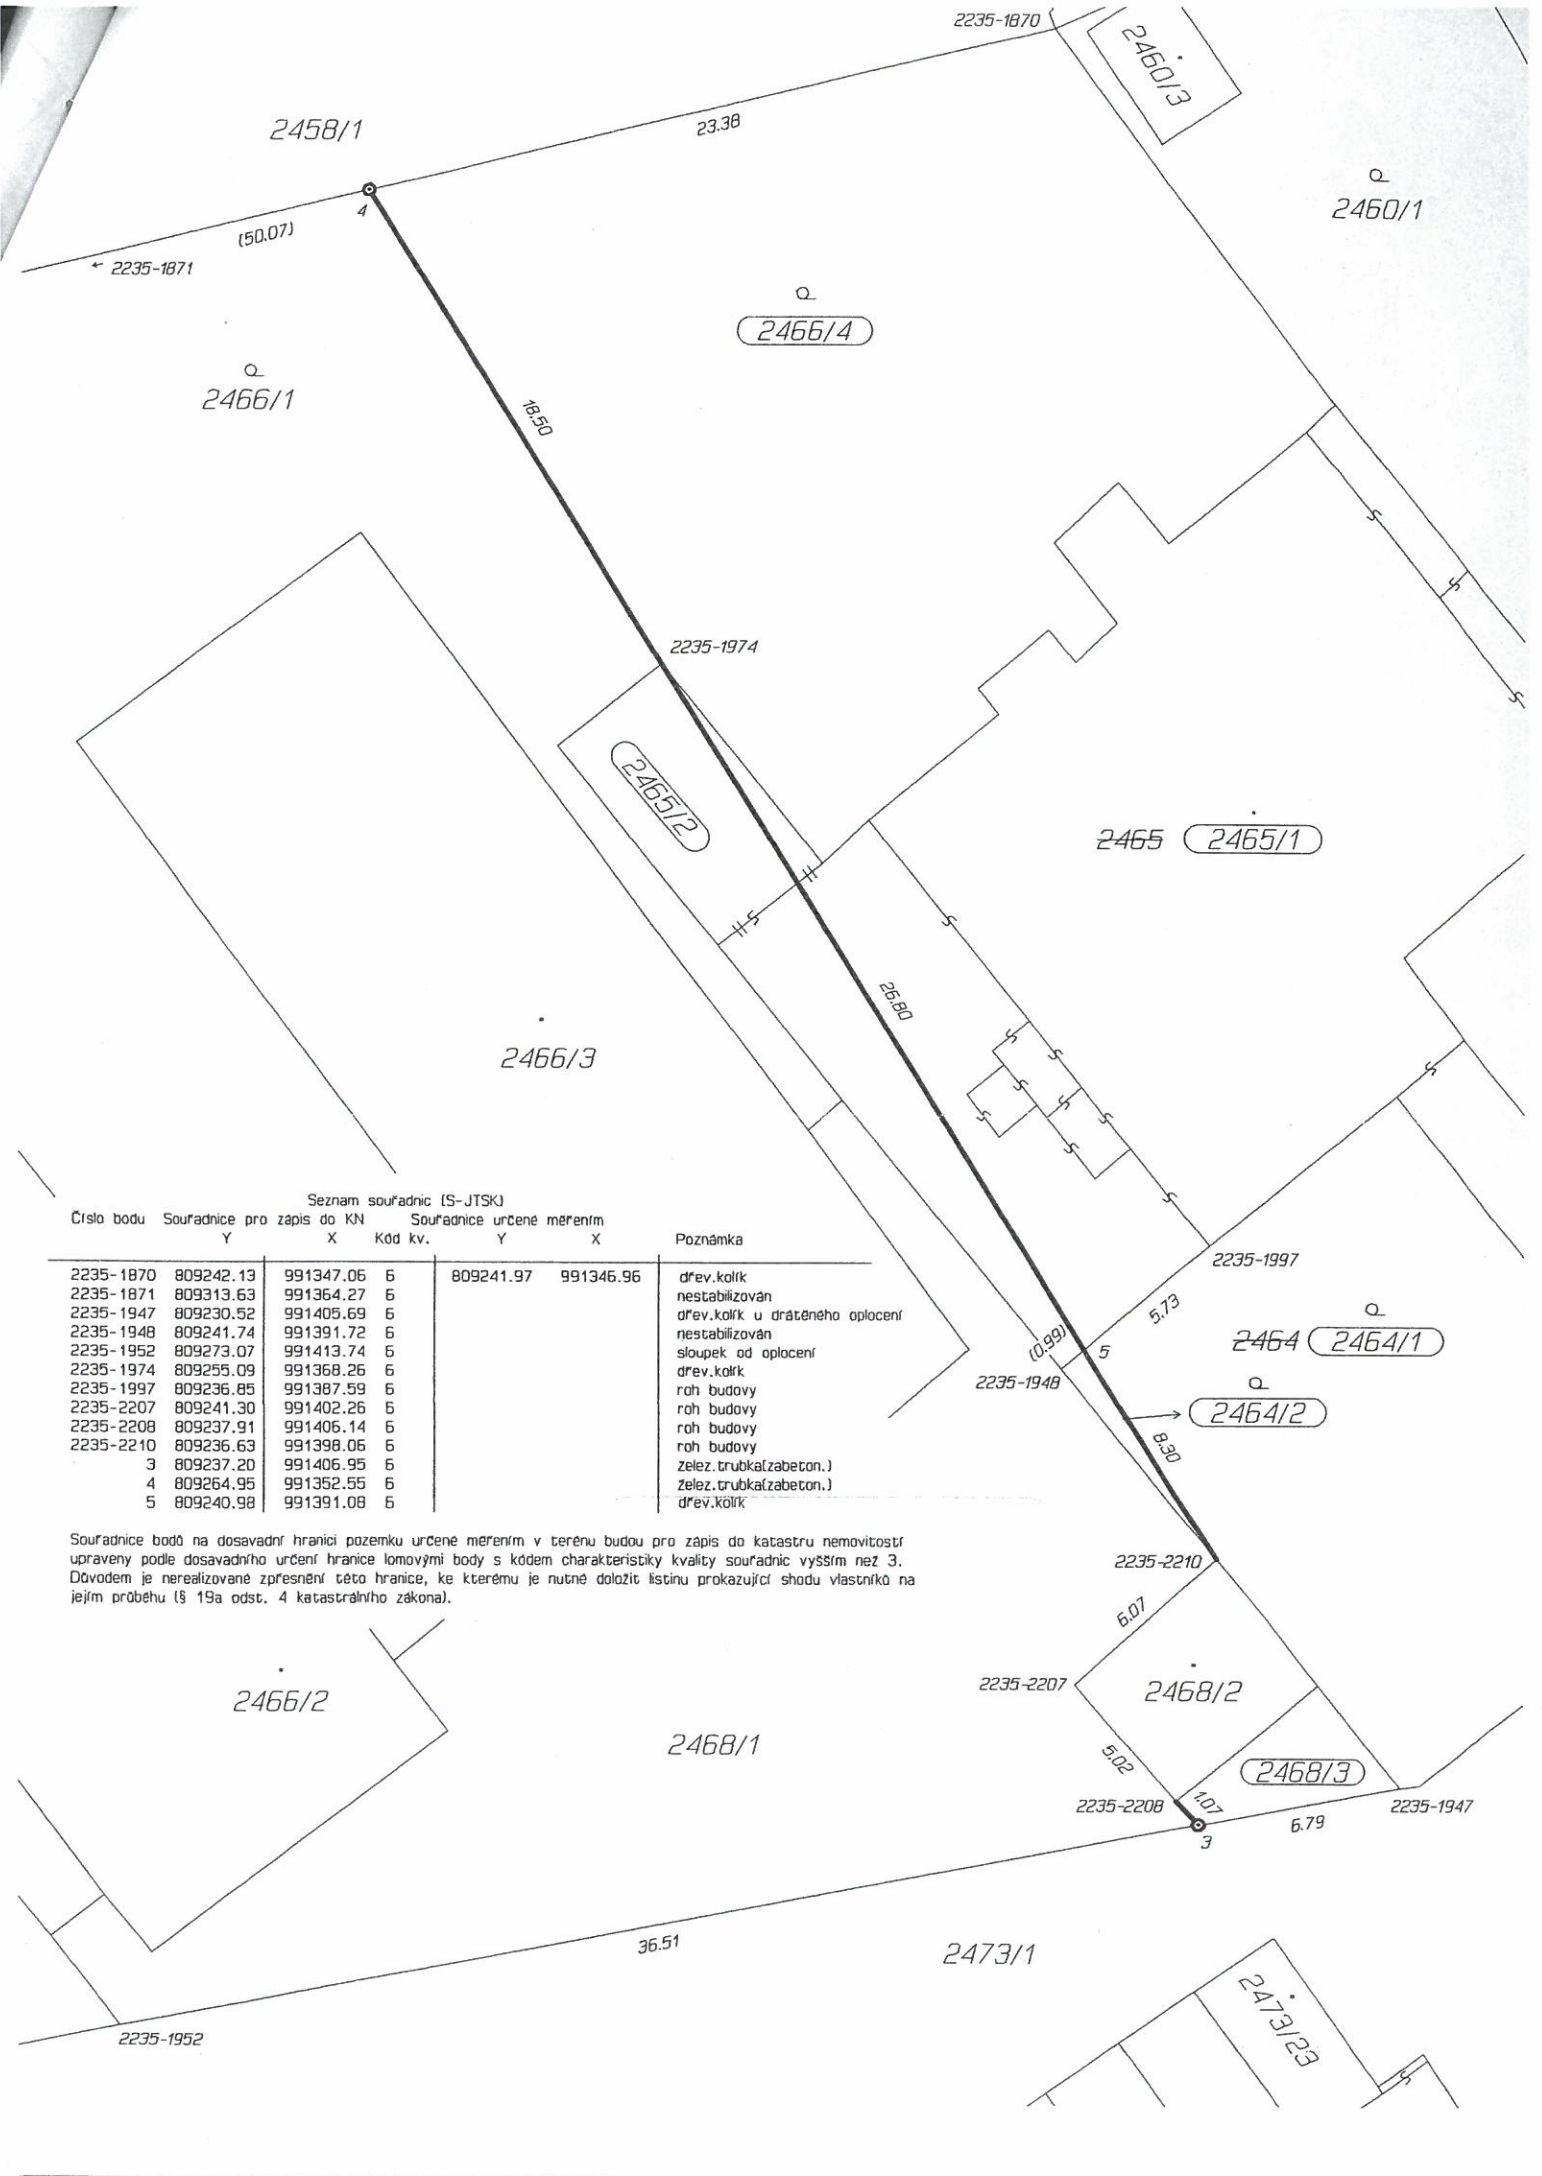 2235-1870
2460/3
2458/1
23.38
2460/1
4
(50.07)
← 2235-1871
2466/4
2466/1
18.50
2235-1974
2465/2
2465 2465/1
26.80
2466/3
Seznam souřadnic (S-JTSK)
Číslo bodu Souřadnice pro zápis do KN Souřadnice určené měřením
Y X Kód kv. Y X Poznámka
2235-1870 809242.13 991347.06 6 809241.97 991346.96 dřev.kolík
2235-1871 809313.63 991364.27 6 nestabilizován
2235-1947 809230.52 991405.69 6 dřev.kolík u drátěného oplocení
2235-1948 809241.74 991391.72 6 nestabilizován
2235-1952 809273.07 991413.74 6 sloupek od oplocení
2235-1974 809255.09 991368.26 6 dřev.kolík
2235-1997 809236.85 991387.59 6 roh budovy
2235-2207 809241.30 991402.26 6 roh budovy
2235-2208 809237.91 991406.14 6 roh budovy
2235-2210 809236.63 991398.06 6 roh budovy
3 809237.20 991406.95 6 želez.trubka(zabeton.)
4 809264.95 991352.55 6 želez.trubka(zabeton.)
5 809240.98 991391.08 6 dřev.kolík
Souřadnice bodů na dosavadní hranici pozemku určené měřením v terénu budou pro zápis do katastru nemovitostí
upraveny podle dosavadního určení hranice lomovými body s kódem charakteristiky kvality souřadnic vyšším než 3.
Důvodem je nerealizované zpřesnění této hranice, ke kterému je nutné doložit listinu prokazující shodu vlastníků na
jejím průběhu (§ 19a odst. 4 katastrálního zákona).
2235-1997
5.73
(0.99)
5
2464 2464/1
2235-1948
2464/2
8.30
2235-2210
6.07
2235-2207
2468/2
2466/2
2468/1
5.02
2468/3
2235-2208
1.07
2235-1947
6.79
3
36.51
2473/1
2473/23
2235-1952